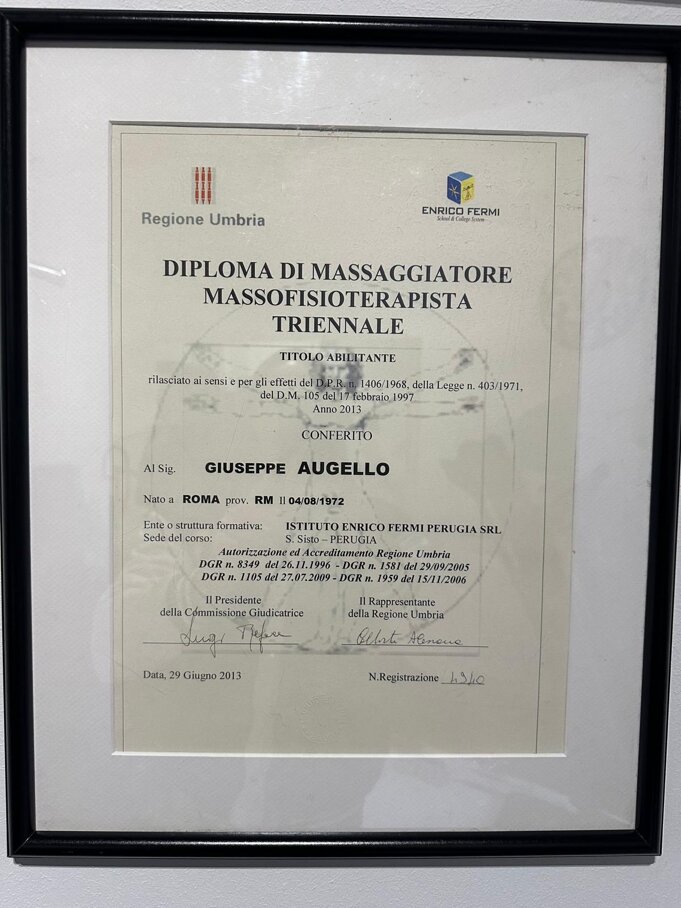 Regione Umbria
ENRICO FERMI
School & College System
DIPLOMA DI MASSAGGIATORE
MASSOFISIOTERAPISTA
TRIENNALE
TITOLO ABILITANTE
rilasciato ai sensi e per gli effetti del D.P.R. n. 1406/1968, della Legge n. 403/1971,
del D.M. 105 del 17 febbraio 1997
Anno 2013
CONFERITO
Al Sig. GIUSEPPE AUGELLO
Nato a ROMA prov. RM Il 04/08/1972
Ente o struttura formativa: ISTITUTO ENRICO FERMI PERUGIA SRL
Sede del corso: S. Sisto – PERUGIA
Autorizzazione ed Accreditamento Regione Umbria
DGR n. 8349 del 26.11.1996 - DGR n. 1581 del 29/09/2005
DGR n. 1105 del 27.07.2009 - DGR n. 1959 del 15/11/2006
Il Presidente Il Rappresentante
della Commissione Giudicatrice della Regione Umbria
Luigi
Data, 29 Giugno 2013 N.Registrazione 4940